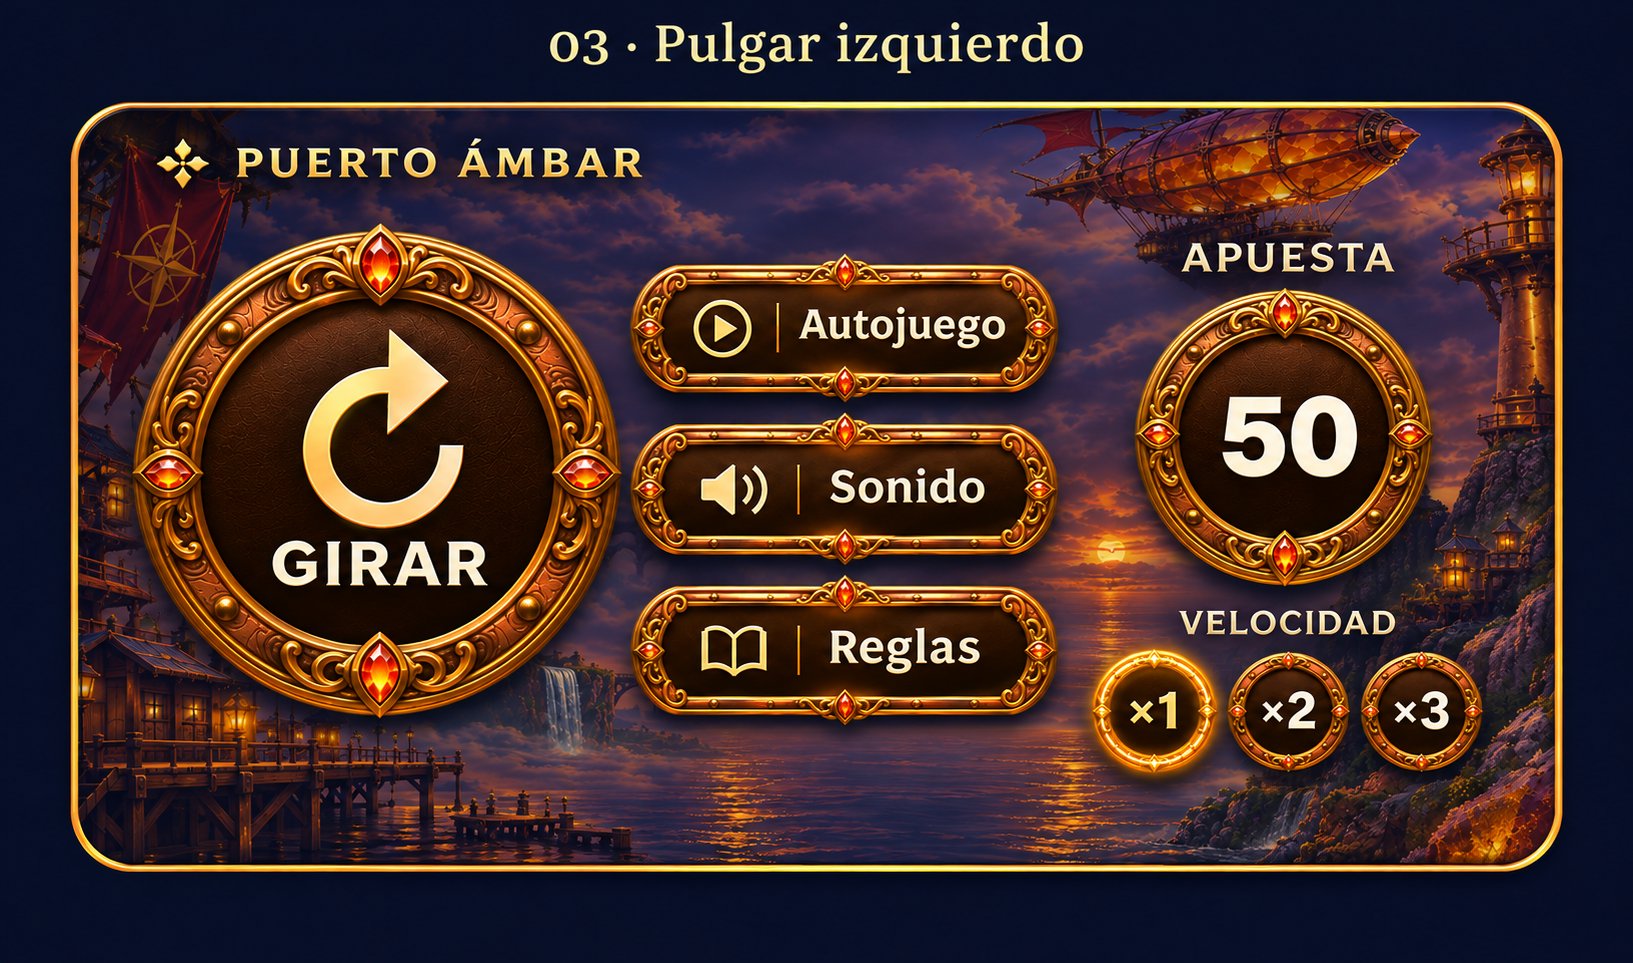 03 · Pulgar izquierdo
PUERTO ÁMBAR
GIRAR
Autojuego
Sonido
Reglas
APUESTA
50
VELOCIDAD
×1 ×2 ×3